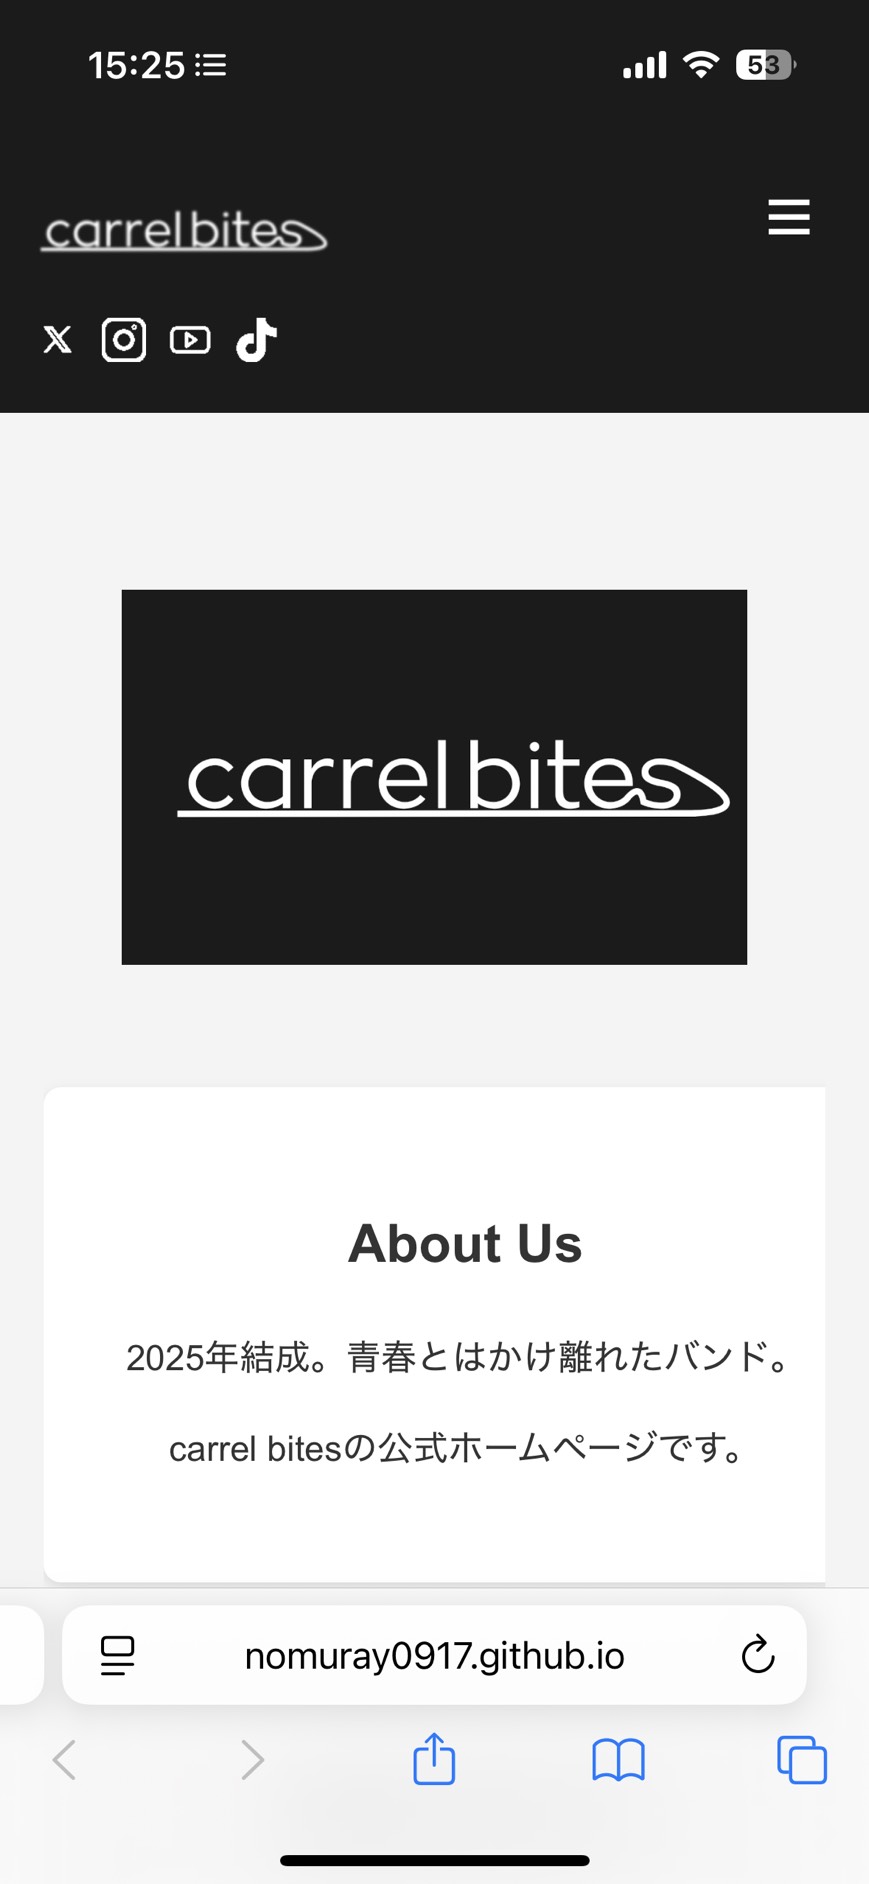 15:25
53
carrel bites
carrel bites
About Us
2025年結成。青春とはかけ離れたバンド。
carrel bitesの公式ホームページです。
nomuray0917.github.io